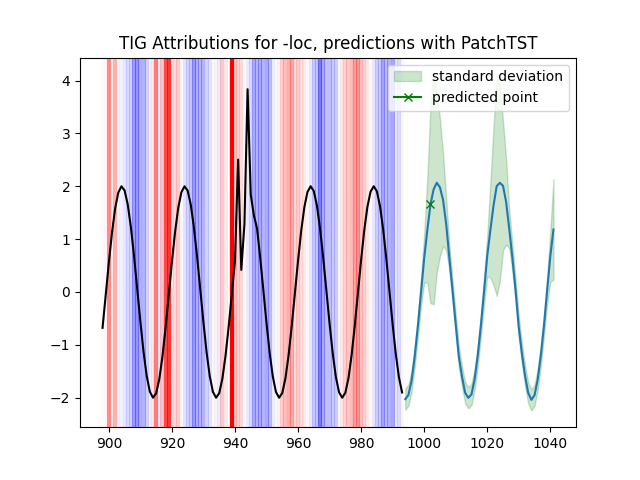 TIG Attributions for -loc, predictions with PatchTST
standard deviation
predicted point
4
3
2
1
0
−1
−2
900 920 940 960 980 1000 1020 1040